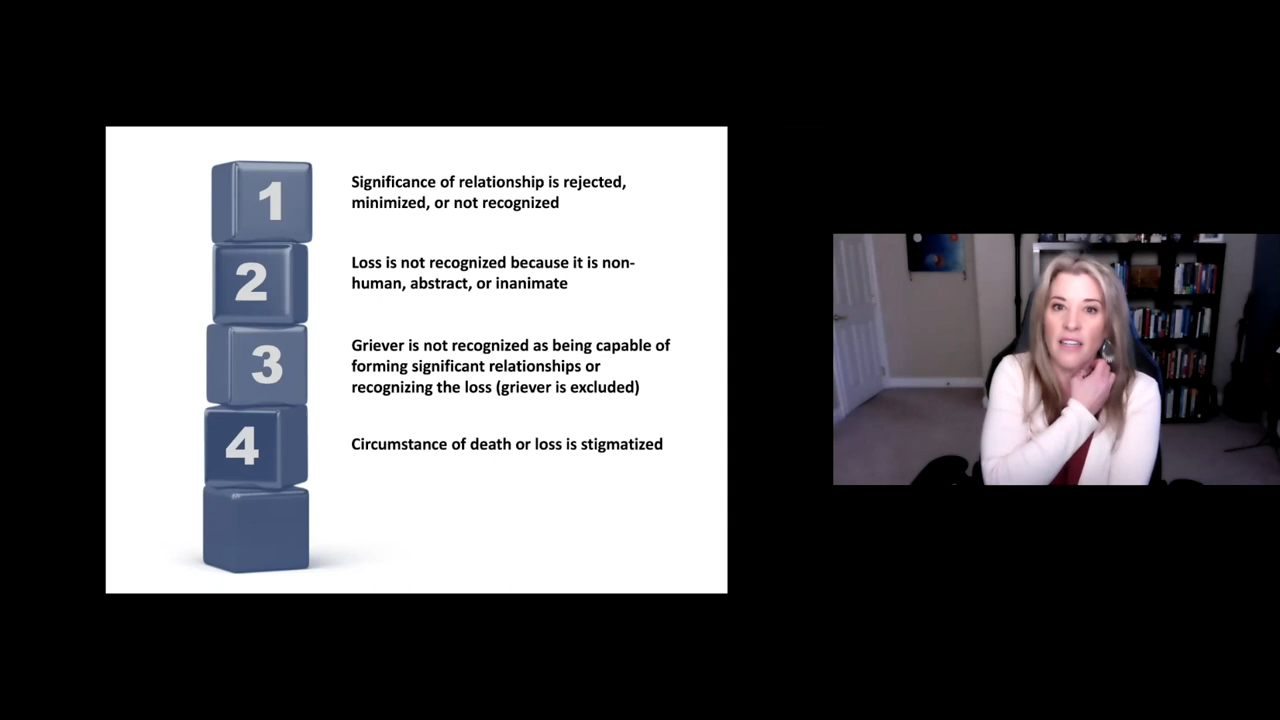 1
Significance of relationship is rejected,
minimized, or not recognized
2
Loss is not recognized because it is non-
human, abstract, or inanimate
3
Griever is not recognized as being capable of
forming significant relationships or
recognizing the loss (griever is excluded)
4
Circumstance of death or loss is stigmatized